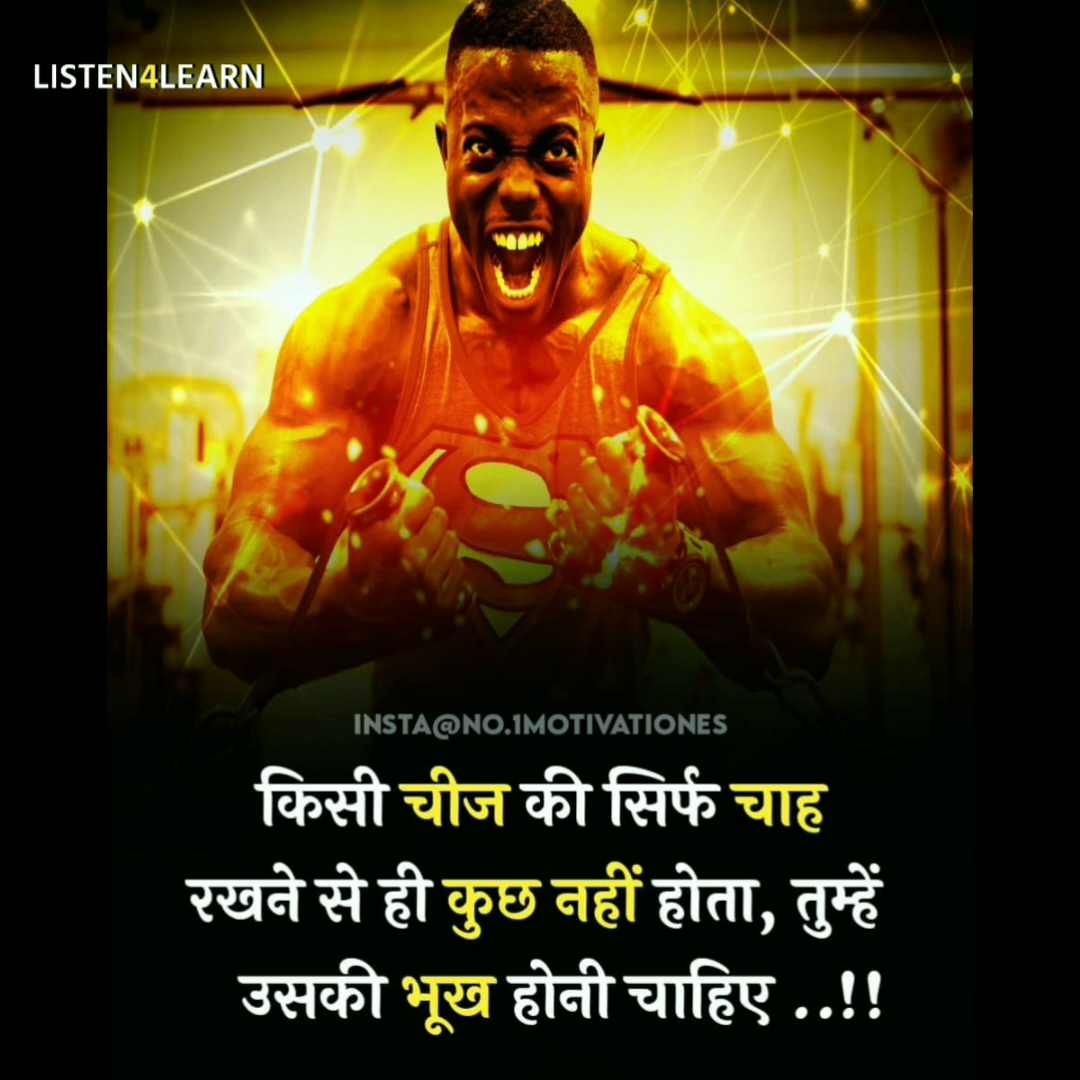 LISTEN4LEARN
INSTA@NO.1MOTIVATIONES
किसी चीज की सिर्फ चाह
रखने से ही कुछ नहीं होता, तुम्हें
उसकी भूख होनी चाहिए ..!!